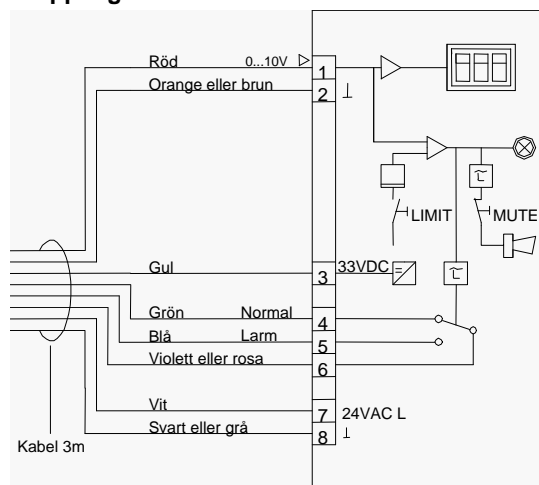 Röd 0...10V 1
Orange eller brun 2 ⊥
LIMIT MUTE
Gul 3 33VDC
Grön Normal 4
Blå Larm 5
Violett eller rosa 6
Vit 7 24VAC L
Svart eller grå 8 ⊥
Kabel 3m